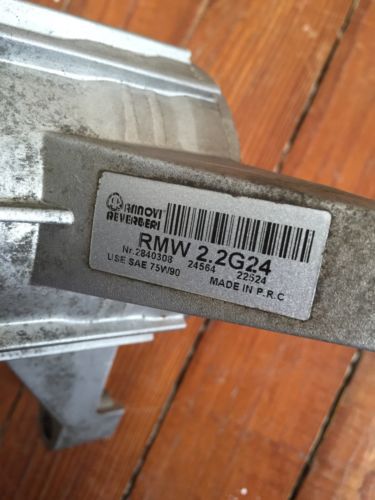 ANNOVI
REVERBERI
RMW 2.2G24
Nr.2840308 24564 22524
USE SAE 75W/90 MADE IN P.R.C